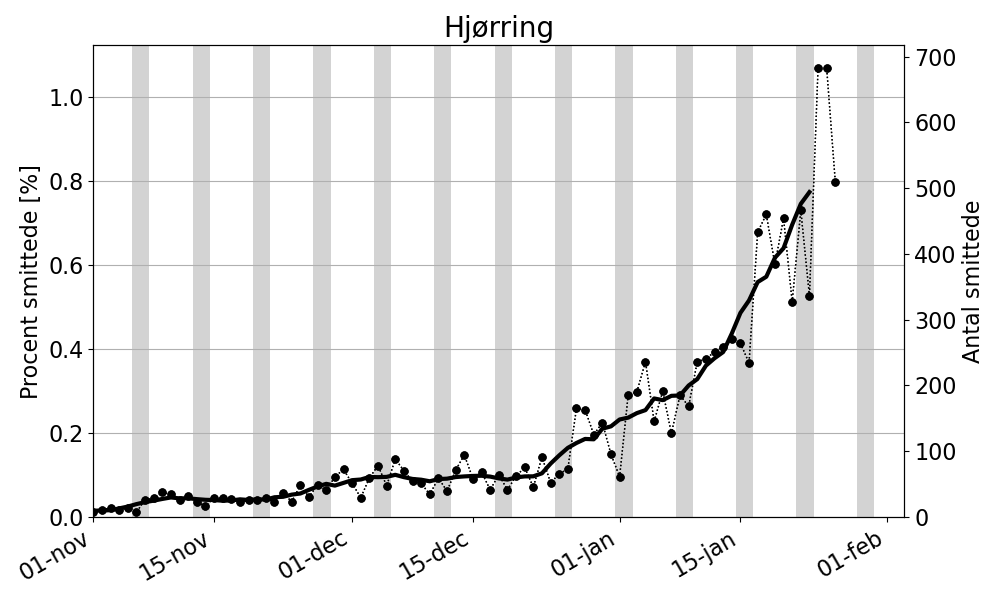 Hjørring
Procent smittede [%]
1.0
0.8
0.6
0.4
0.2
0.0
700
600
500
400
300
200
100
0
Antal smittede
01-nov
15-nov
01-dec
15-dec
01-jan
15-jan
01-feb